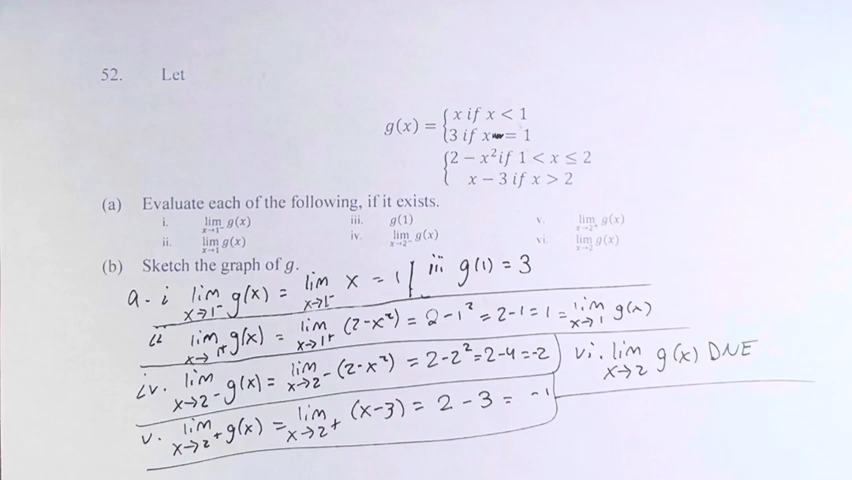 52. Let
g(x) = {x if x < 1
{3 if x = 1
{2 − x² if 1 < x ≤ 2
{ x − 3 if x > 2
(a) Evaluate each of the following, if it exists.
i. lim x→1⁻ g(x) iii. g(1) v. lim x→2⁺ g(x)
ii. lim x→1 g(x) iv. lim x→2⁻ g(x) vi. lim x→2 g(x)
(b) Sketch the graph of g.
a. i lim x→1⁻ g(x) = lim x→1⁻ x = 1 | iii g(1) = 3
ii lim x→1⁺ g(x) = lim x→1⁺ (2-x²) = 2-1² = 2-1 = 1 = lim x→1 g(x)
iv. lim x→2⁻ g(x) = lim x→2⁻ (2-x²) = 2-2² = 2-4 = -2 vi. lim x→2 g(x) DNE
v. lim x→2⁺ g(x) = lim x→2⁺ (x-3) = 2-3 = -1